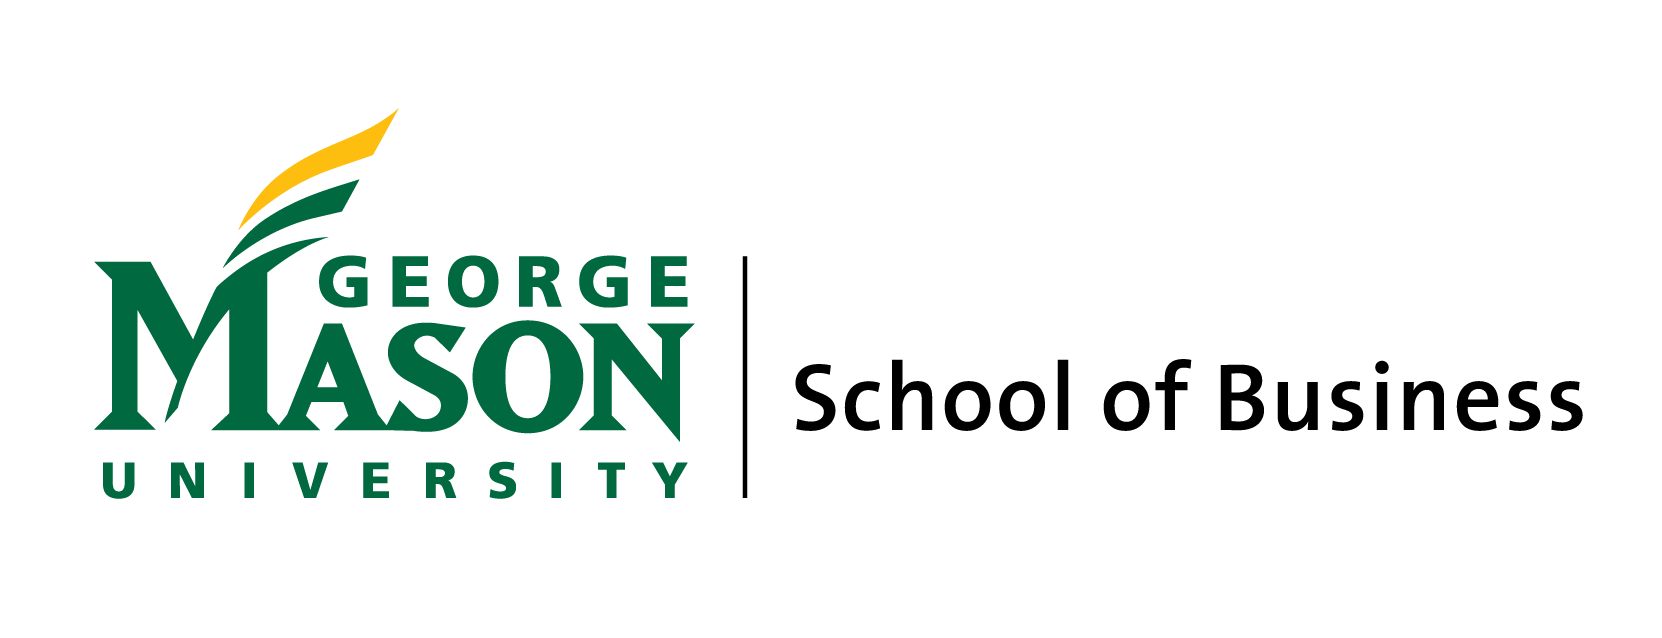 GEORGE
MASON
UNIVERSITY
School of Business